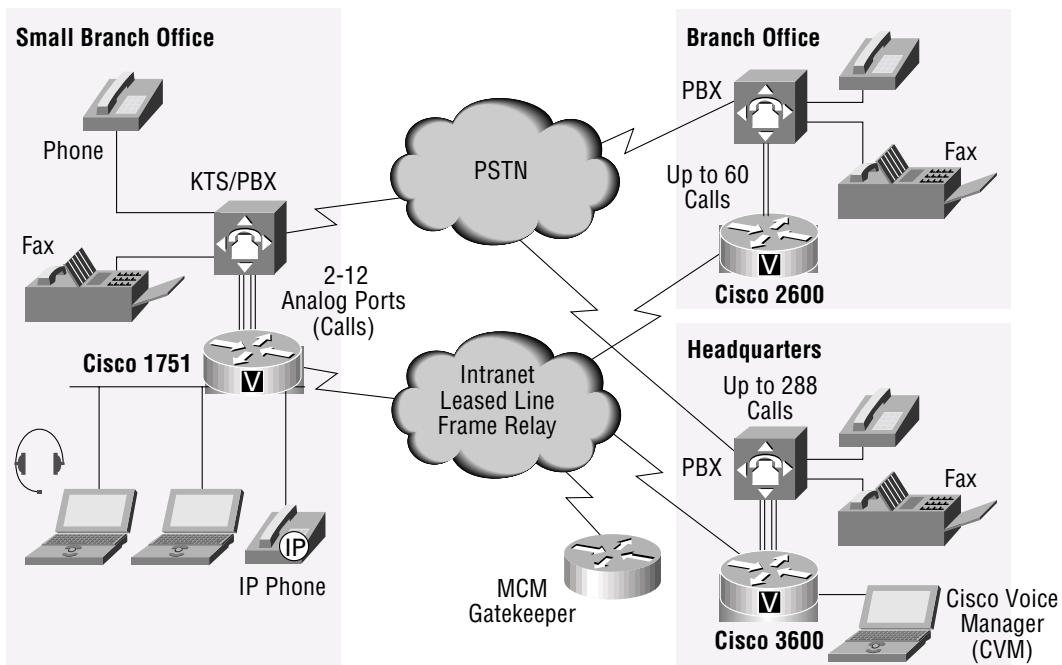 Small Branch Office
Phone
KTS/PBX
Fax
2-12
Analog Ports
(Calls)
Cisco 1751
V
IP
IP Phone
PSTN
Intranet
Leased Line
Frame Relay
MCM
Gatekeeper
Branch Office
PBX
Fax
Up to 60
Calls
V
Cisco 2600
Headquarters
Up to 288
Calls
PBX
Fax
V
Cisco 3600
Cisco Voice
Manager
(CVM)